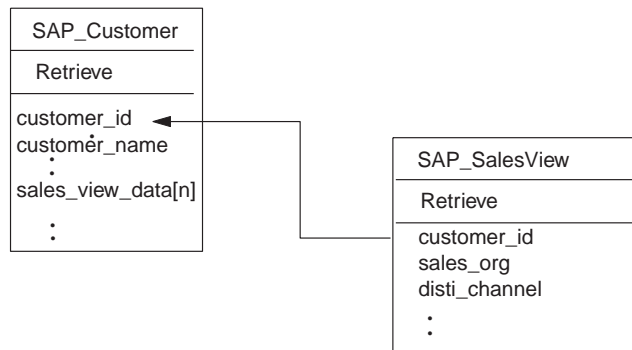 SAP_Customer
Retrieve
customer_id
customer_name
sales_view_data[n]
SAP_SalesView
Retrieve
customer_id
sales_org
disti_channel